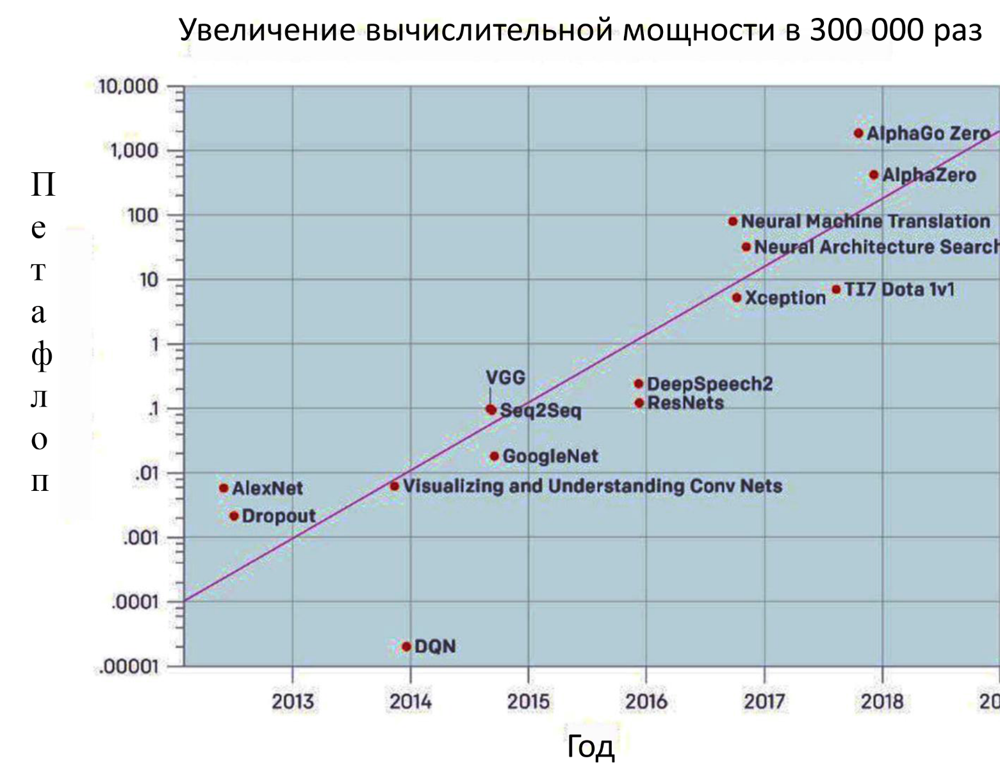 Увеличение вычислительной мощности в 300 000 раз
10,000
1,000
100
10
1
.1
.01
.001
.0001
.00001
Петафлоп
AlphaGo Zero
AlphaZero
Neural Machine Translation
Neural Architecture Search
TI7 Dota 1v1
Xception
VGG
DeepSpeech2
ResNets
Seq2Seq
GoogleNet
AlexNet
Visualizing and Understanding Conv Nets
Dropout
DQN
2013 2014 2015 2016 2017 2018 20
Год